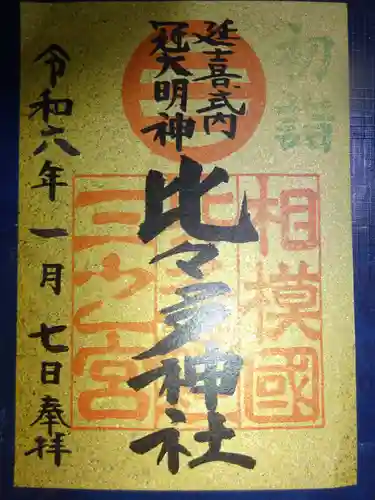 初詣
延喜式内
冠大明神
比々多神社
相模國
三之宮
令和六年一月七日奉拝